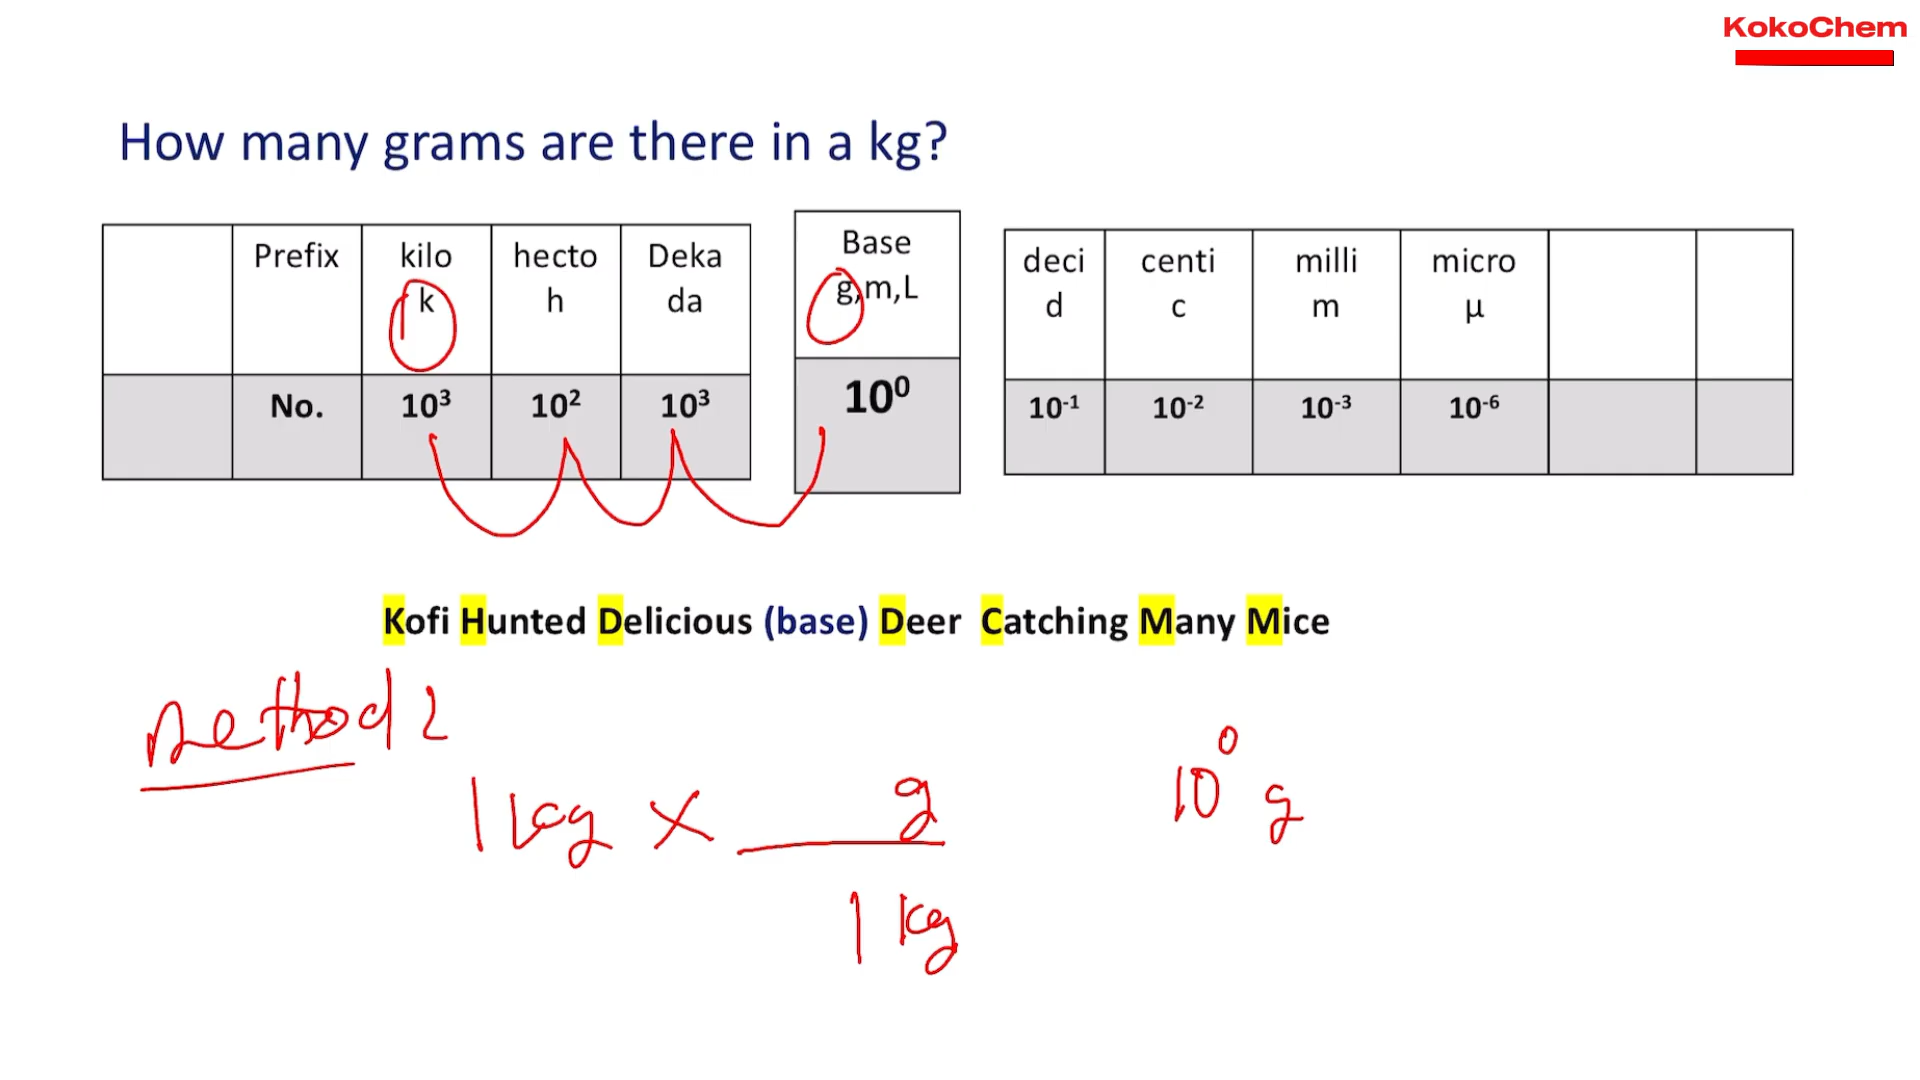 KokoChem
How many grams are there in a kg?
Prefix kilo hecto Deka Base deci centi milli micro
k h da g,m,L d c m µ
No. 10³ 10² 10³ 10⁰ 10⁻¹ 10⁻² 10⁻³ 10⁻⁶
Kofi Hunted Delicious (base) Deer Catching Many Mice
Method 2
1 kg × g 10⁰ g
1 kg